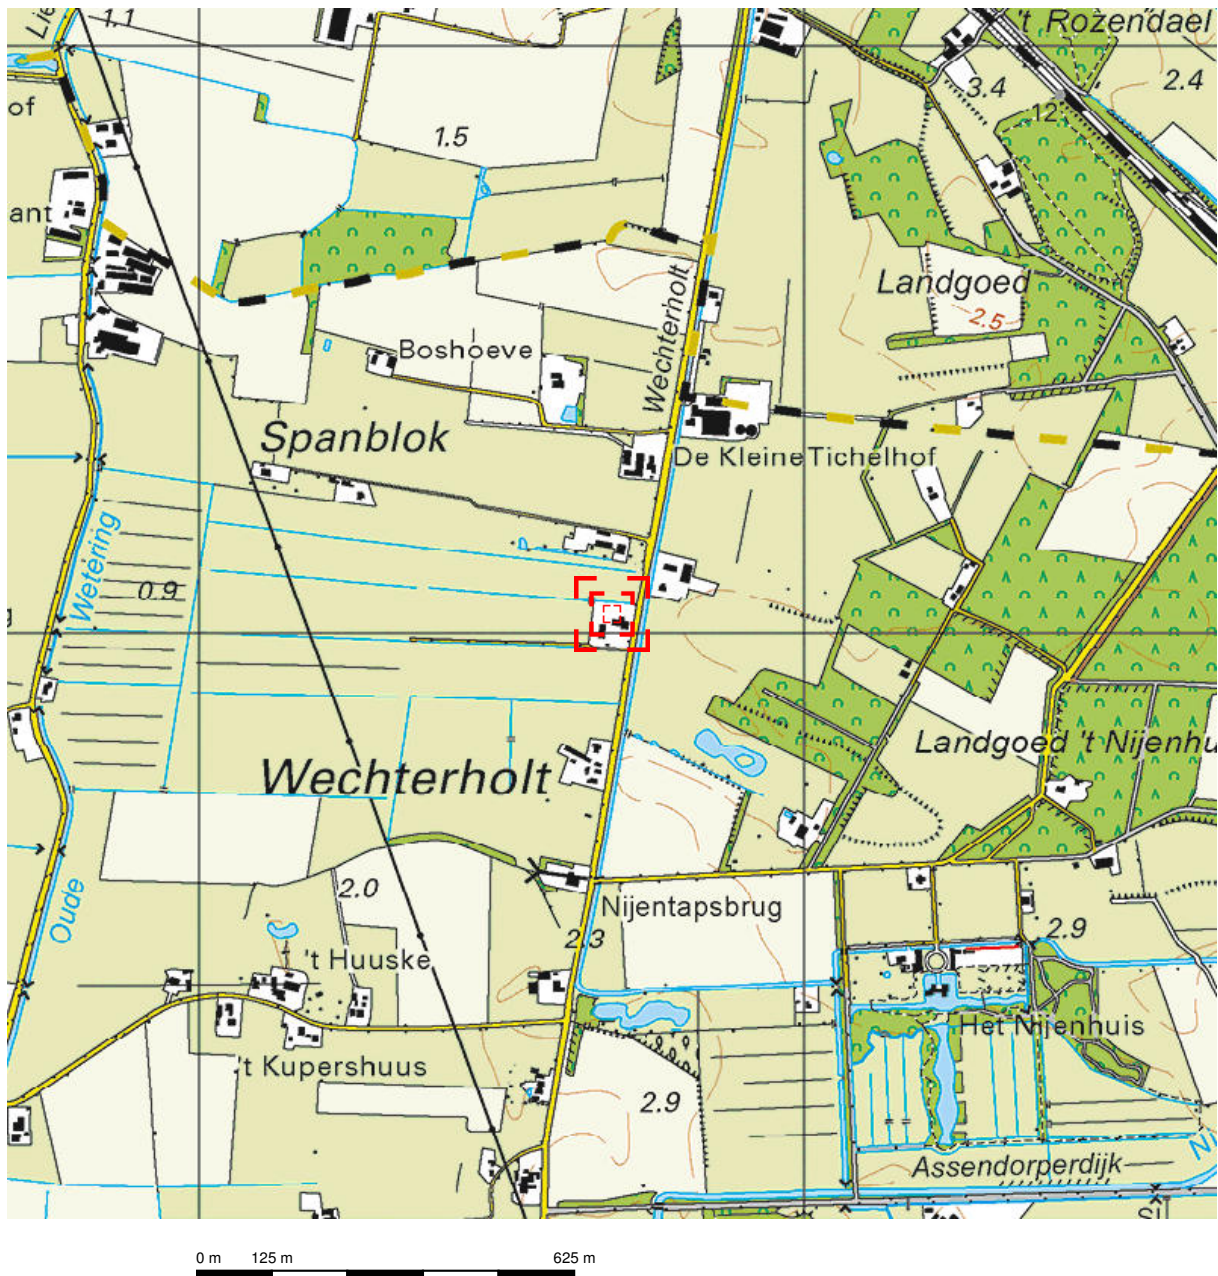 1.1
't Rozendael
3.4
2.4
12
of
1.5
ant
Landgoed
2.5
Wechterholt
Boshoeve
Spanblok
De Kleine Tichelhof
Wetering
0.9
Landgoed 't Nijenhu
Wechterholt
2.0
Oude
Nijentapsbrug
2.3
2.9
't Huuske
Het Nijenhuis
't Kupershuus
2.9
Assendorperdijk
0 m 125 m 625 m